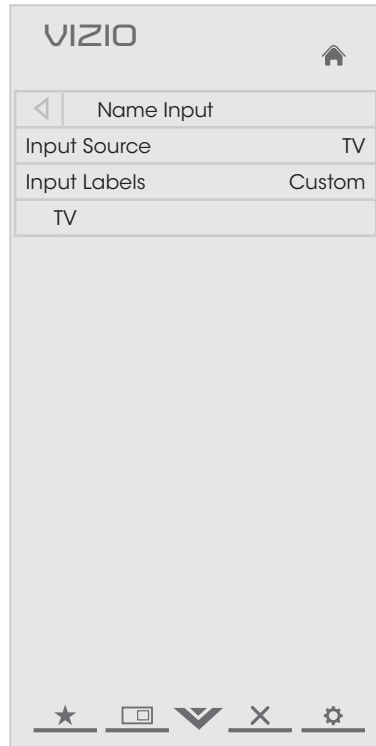 VIZIO
Name Input
Input Source TV
Input Labels Custom
TV